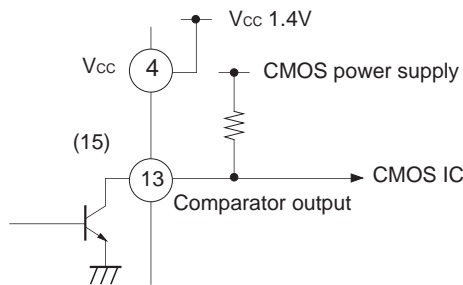 Vcc 1.4V
Vcc 4
CMOS power supply
(15)
13
CMOS IC
Comparator output